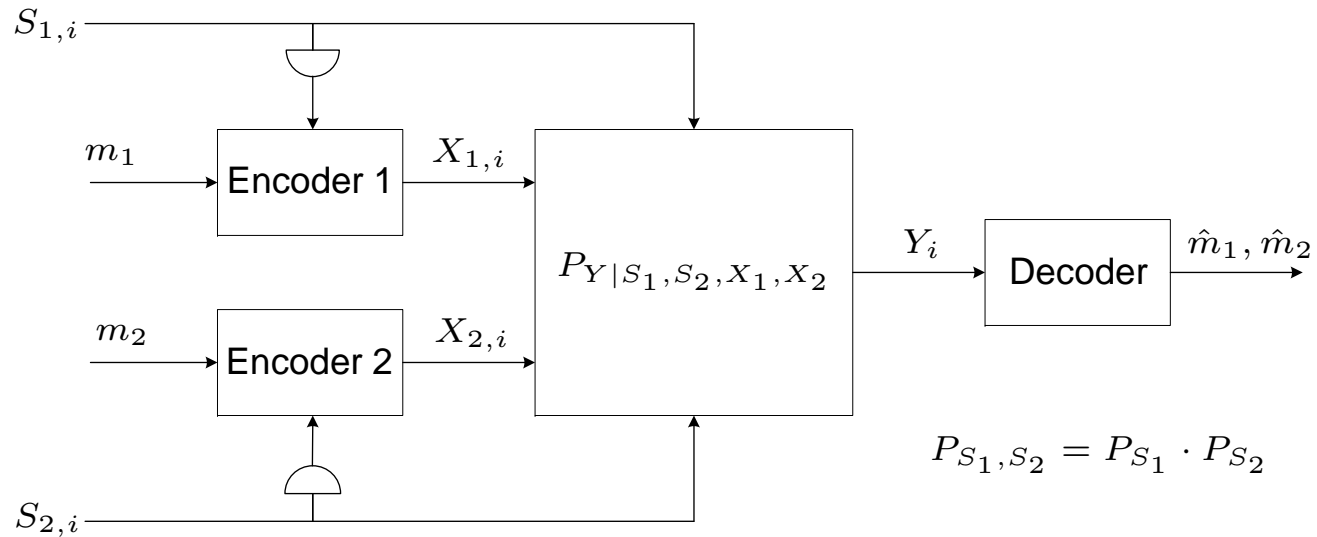 S_{1,i}
m_1
Encoder 1
X_{1,i}
m_2
Encoder 2
X_{2,i}
P_{Y|S_1,S_2,X_1,X_2}
Y_i
Decoder
\hat{m}_1, \hat{m}_2
P_{S_1,S_2} = P_{S_1} · P_{S_2}
S_{2,i}